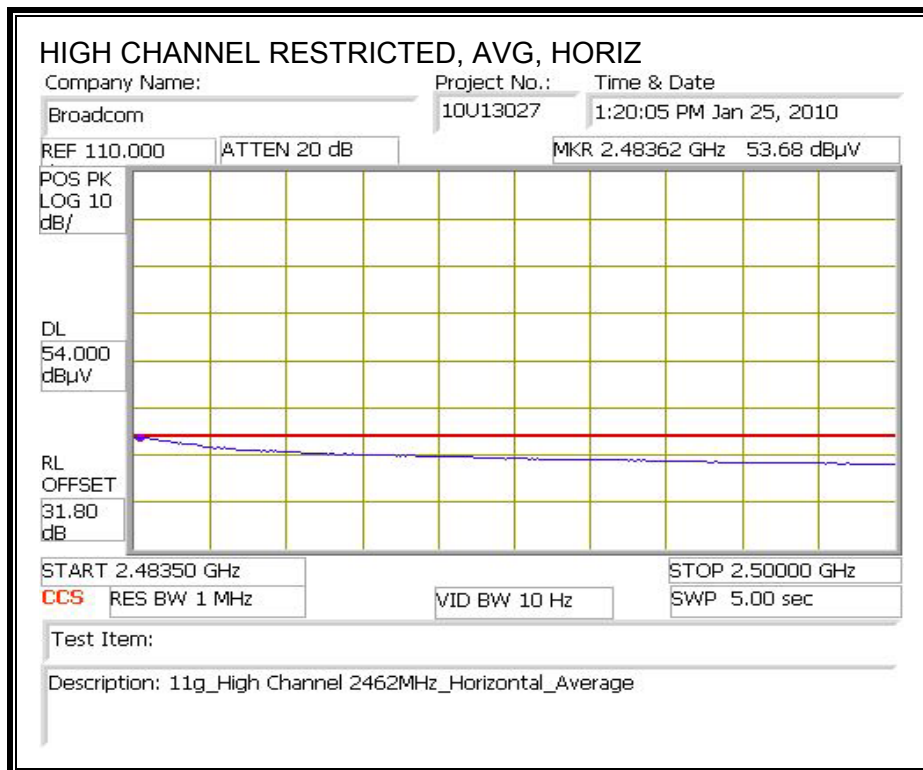 HIGH CHANNEL RESTRICTED, AVG, HORIZ
Company Name: Project No.: Time & Date
Broadcom 10U13027 1:20:05 PM Jan 25, 2010
REF 110.000 ATTEN 20 dB MKR 2.48362 GHz 53.68 dBµV
POS PK
LOG 10
dB/
DL
54.000
dBµV
RL
OFFSET
31.80
dB
START 2.48350 GHz STOP 2.50000 GHz
CCS RES BW 1 MHz VID BW 10 Hz SWP 5.00 sec
Test Item:
Description: 11g_High Channel 2462MHz_Horizontal_Average